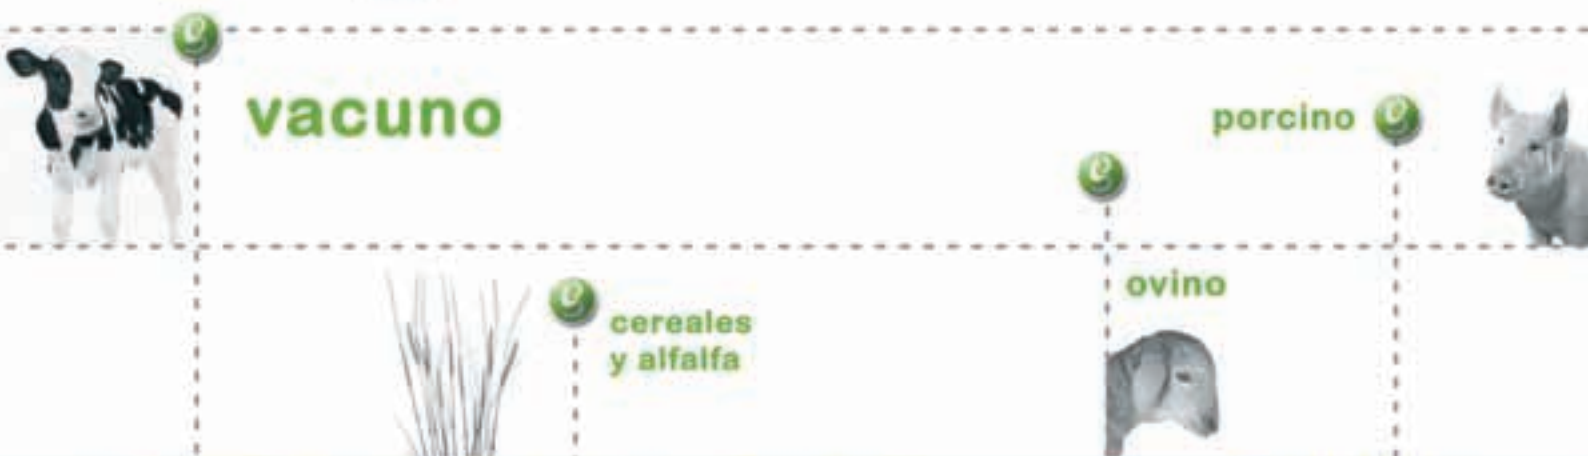 vacuno
porcino
ovino
cereales
y alfalfa